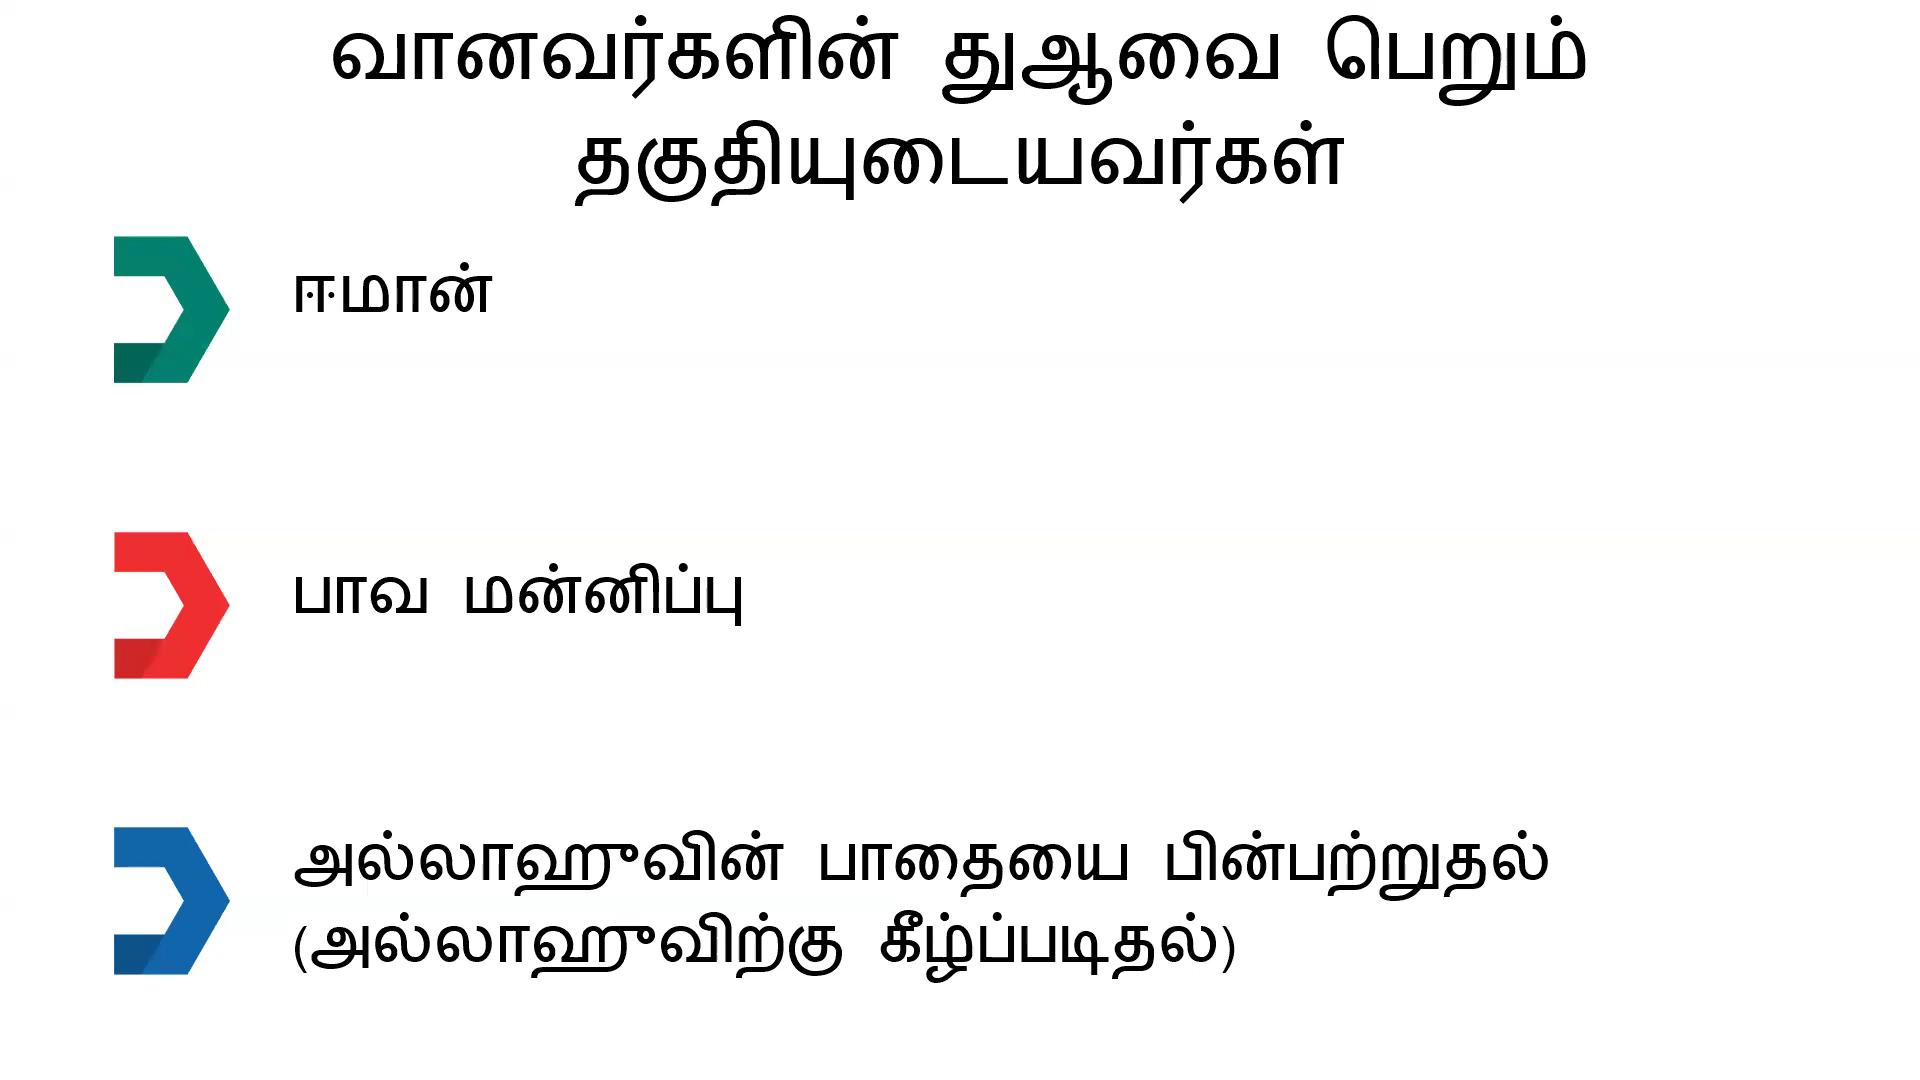 வானவர்களின் துஆவை பெறும்
தகுதியுடையவர்கள்
ஈமான்
பாவ மன்னிப்பு
அல்லாஹுவின் பாதையை பின்பற்றுதல்
(அல்லாஹுவிற்கு கீழ்ப்படிதல்)